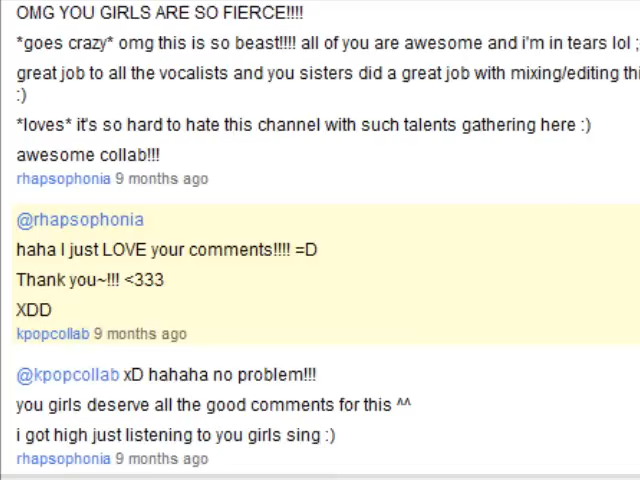 OMG YOU GIRLS ARE SO FIERCE!!!!
*goes crazy* omg this is so beast!!!! all of you are awesome and i'm in tears lol ;
great job to all the vocalists and you sisters did a great job with mixing/editing thi
:)
*loves* it's so hard to hate this channel with such talents gathering here :)
awesome collab!!!
rhapsophonia 9 months ago
@rhapsophonia
haha I just LOVE your comments!!!! =D
Thank you~!!! <333
XDD
kpopcollab 9 months ago
@kpopcollab xD hahaha no problem!!!
you girls deserve all the good comments for this ^^
i got high just listening to you girls sing :)
rhapsophonia 9 months ago